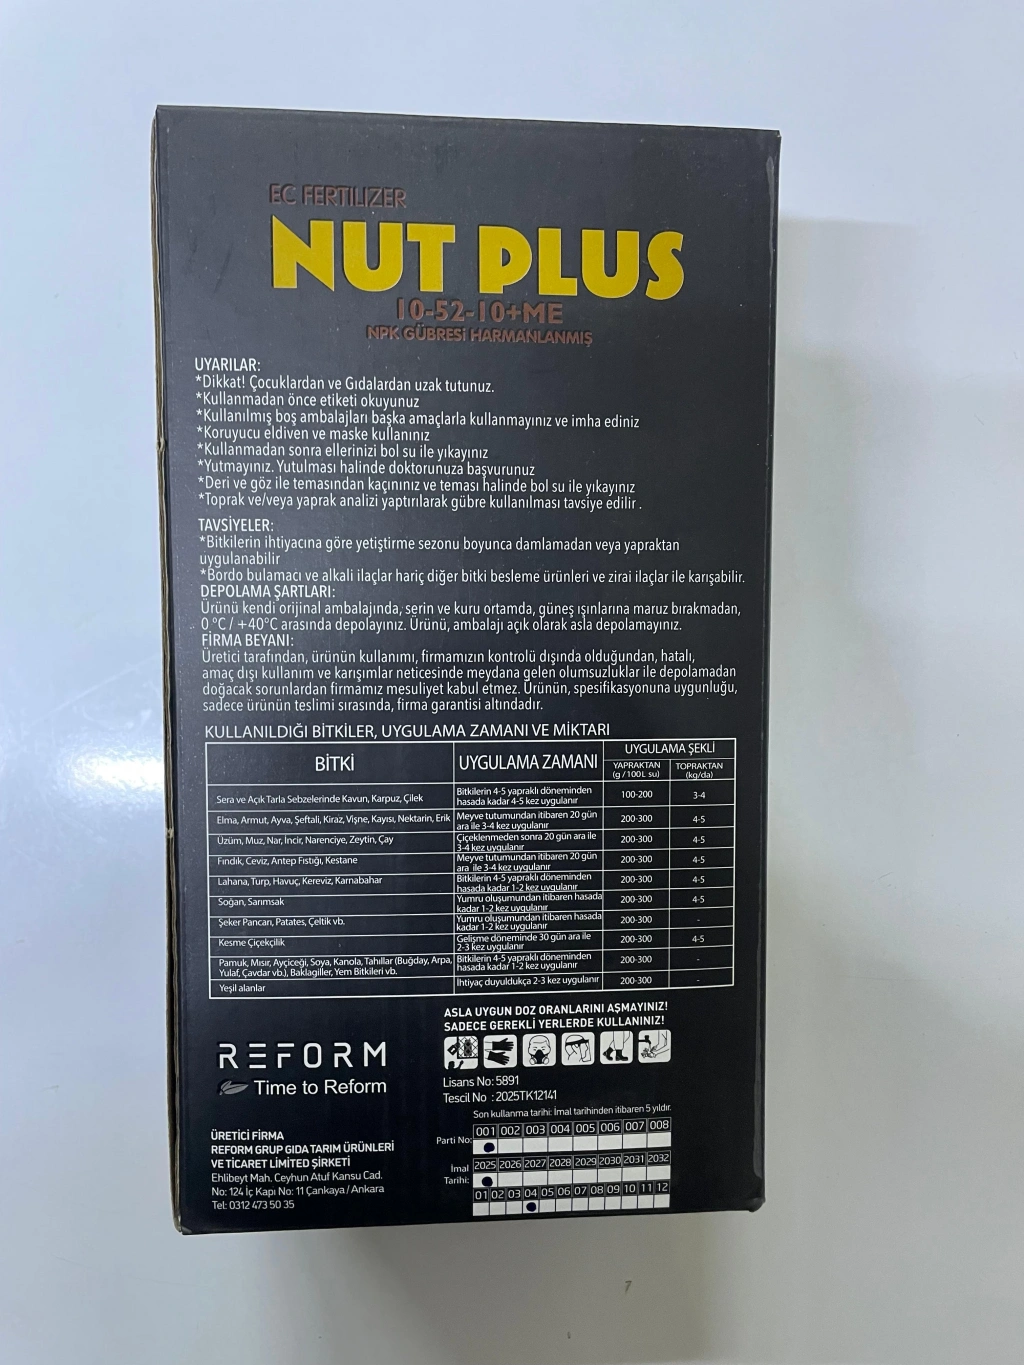 EC FERTILIZER
NUT PLUS
10-52-10+ME
NPK GÜBRESİ HARMANLANMIŞ
UYARILAR:
*Dikkat! Çocuklardan ve Gıdalardan uzak tutunuz.
*Kullanmadan önce etiketi okuyunuz
*Kullanılmış boş ambalajları başka amaçlarla kullanmayınız ve imha ediniz
*Koruyucu eldiven ve maske kullanınız
*Kullanmadan sonra ellerinizi bol su ile yıkayınız
*Yutmayınız. Yutulması halinde doktorunuza başvurunuz
*Deri ve göz ile temasından kaçınınız ve teması halinde bol su ile yıkayınız
*Toprak ve/veya yaprak analizi yaptırılarak gübre kullanılması tavsiye edilir .
TAVSİYELER:
*Bitkilerin ihtiyacına göre yetiştirme sezonu boyunca damlamadan veya yapraktan
uygulanabilir
*Bordo bulamacı ve alkali ilaçlar hariç diğer bitki besleme ürünleri ve zirai ilaçlar ile karışabilir.
DEPOLAMA ŞARTLARI:
Ürünü kendi orijinal ambalajında, serin ve kuru ortamda, güneş ışınlarına maruz bırakmadan,
0 °C / +40°C arasında depolayınız. Ürünü, ambalajı açık olarak asla depolamayınız.
FİRMA BEYANI:
Üretici tarafından, ürünün kullanımı, firmamızın kontrolü dışında olduğundan, hatalı,
amaç dışı kullanım ve karışımlar neticesinde meydana gelen olumsuzluklar ile depolamadan
doğacak sorunlardan firmamız mesuliyet kabul etmez. Ürünün, spesifikasyonuna uygunluğu,
sadece ürünün teslimi sırasında, firma garantisi altındadır.
KULLANILDIĞI BİTKİLER, UYGULAMA ZAMANI VE MİKTARI
BİTKİ UYGULAMA ZAMANI UYGULAMA ŞEKLİ
YAPRAKTAN (g/100L su) TOPRAKTAN (kg/da)
Sera ve Açık Tarla Sebzelerinde Kavun, Karpuz, Çilek Bitkilerin 4-5 yapraklı döneminden hasada kadar 4-5 kez uygulanır 100-200 3-4
Elma, Armut, Ayva, Şeftali, Kiraz, Vişne, Kayısı, Nektarin, Erik Meyve tutumundan itibaren 20 gün ara ile 3-4 kez uygulanır 200-300 4-5
Üzüm, Muz, Nar, İncir, Narenciye, Zeytin, Çay Çiçeklenmeden sonra 20 gün ara ile 3-4 kez uygulanır 200-300 4-5
Fındık, Ceviz, Antep Fıstığı, Kestane Meyve tutumundan itibaren 20 gün ara ile 3-4 kez uygulanır 200-300 4-5
Lahana, Turp, Havuç, Kereviz, Karnabahar Bitkilerin 4-5 yapraklı döneminden hasada kadar 1-2 kez uygulanır 200-300 4-5
Soğan, Sarımsak Yumru oluşumundan itibaren hasada kadar 1-2 kez uygulanır 200-300 4-5
Şeker Pancarı, Patates, Çeltik vb. Yumru oluşumundan itibaren hasada kadar 1-2 kez uygulanır 200-300 -
Kesme Çiçekçilik Gelişme döneminde 30 gün ara ile 2-3 kez uygulanır 200-300 4-5
Pamuk, Mısır, Ayçiçeği, Soya, Kanola, Tahıllar (Buğday, Arpa, Yulaf, Çavdar vb.), Baklagiller, Yem Bitkileri vb. Bitkilerin 4-5 yapraklı döneminden hasada kadar 1-2 kez uygulanır 200-300 -
Yeşil alanlar İhtiyaç duyuldukça 2-3 kez uygulanır 200-300 -
ASLA UYGUN DOZ ORANLARINI AŞMAYINIZ!
SADECE GEREKLİ YERLERDE KULLANINIZ!
REFORM
Time to Reform
Lisans No: 5891
Tescil No : 2025TK12141
Son kullanma tarihi: İmal tarihinden itibaren 5 yıldır.
Parti No: 001 002 003 004 005 006 007 008
İmal Tarihi: 2025 2026 2027 2028 2029 2030 2031 2032
01 02 03 04 05 06 07 08 09 10 11 12
ÜRETİCİ FİRMA
REFORM GRUP GIDA TARIM ÜRÜNLERİ
VE TİCARET LİMİTED ŞİRKETİ
Ehlibeyt Mah. Ceyhun Atuf Kansu Cad.
No: 124 İç Kapı No: 11 Çankaya / Ankara
Tel: 0312 473 50 35